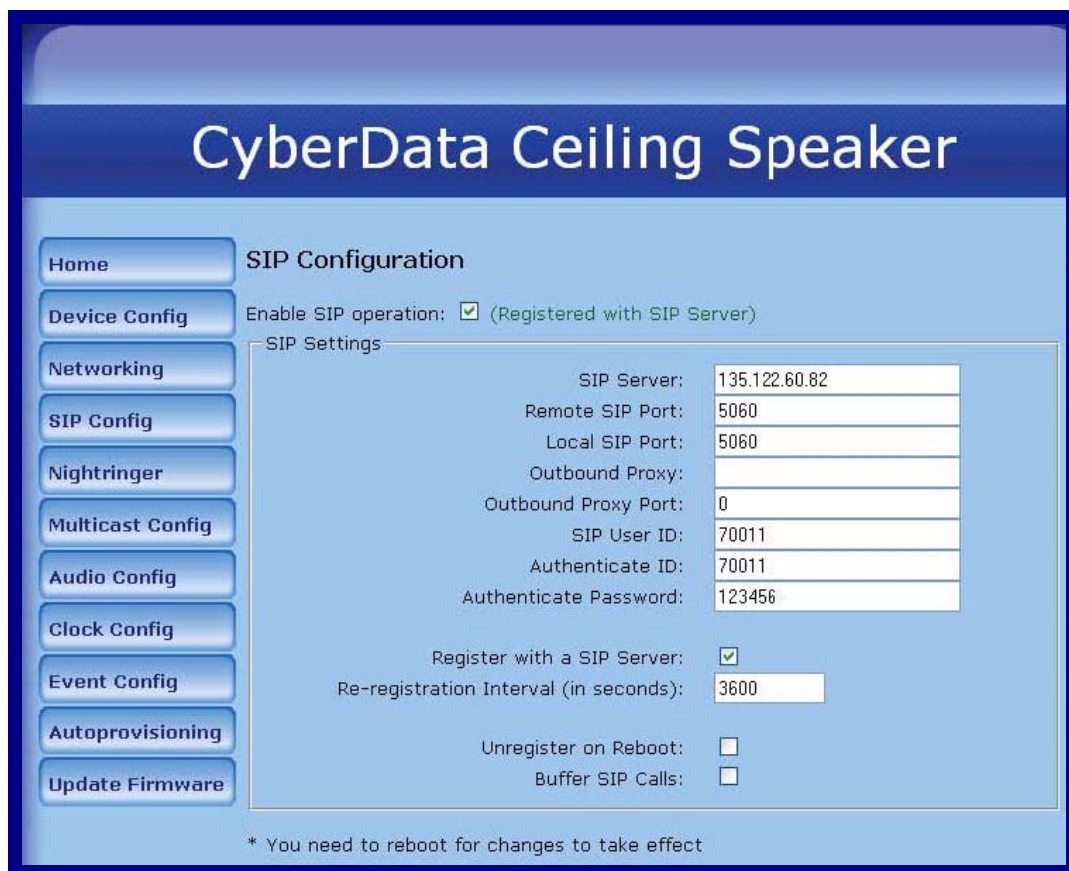 CyberData Ceiling Speaker
Home
Device Config
Networking
SIP Config
Nightringer
Multicast Config
Audio Config
Clock Config
Event Config
Autoprovisioning
Update Firmware
SIP Configuration
Enable SIP operation: (Registered with SIP Server)
SIP Settings
SIP Server: 135.122.60.82
Remote SIP Port: 5060
Local SIP Port: 5060
Outbound Proxy:
Outbound Proxy Port: 0
SIP User ID: 70011
Authenticate ID: 70011
Authenticate Password: 123456
Register with a SIP Server:
Re-registration Interval (in seconds): 3600
Unregister on Reboot:
Buffer SIP Calls:
* You need to reboot for changes to take effect